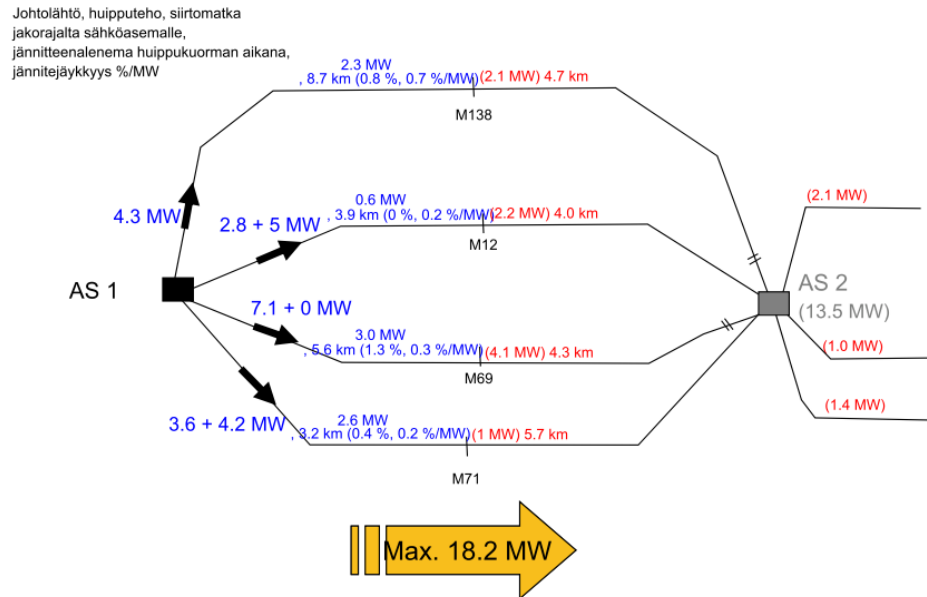 Johtolähtö, huipputeho, siirtomatka
jakorajalta sähköasemalle,
jännitteenalenema huippukuorman aikana,
jännitejäykkyys %/MW
2.3 MW
, 8.7 km (0.8 %, 0.7 %/MW)
(2.1 MW) 4.7 km
M138
4.3 MW
0.6 MW
, 3.9 km (0 %, 0.2 %/MW)
(2.2 MW) 4.0 km
M12
2.8 + 5 MW
(2.1 MW)
AS 1
AS 2
(13.5 MW)
7.1 + 0 MW
3.0 MW
, 5.6 km (1.3 %, 0.3 %/MW)
(4.1 MW) 4.3 km
M69
(1.0 MW)
(1.4 MW)
3.6 + 4.2 MW
2.6 MW
, 3.2 km (0.4 %, 0.2 %/MW)
(1 MW) 5.7 km
M71
Max. 18.2 MW